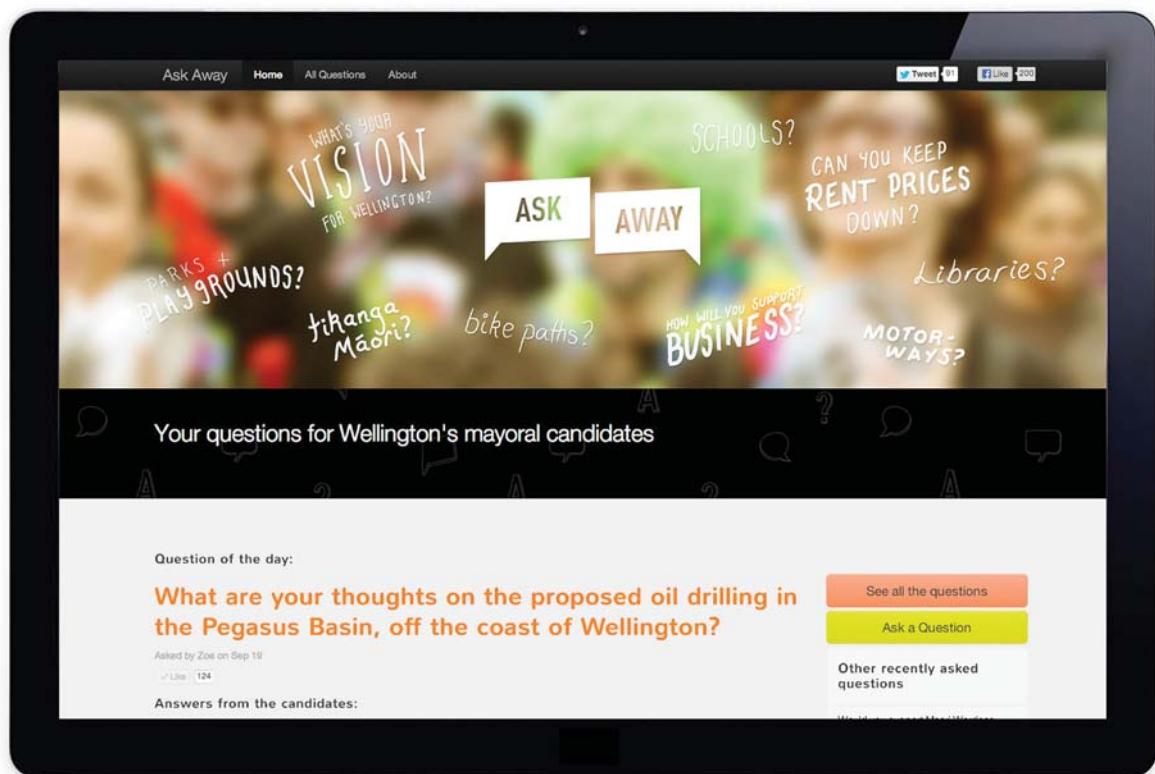 Ask Away Home All Questions About Tweet 91 Like 200
WHAT'S YOUR
VISION
FOR WELLINGTON?
SCHOOLS?
CAN YOU KEEP
RENT PRICES
DOWN?
ASK AWAY
PARKS +
PLAYGROUNDS?
tikanga
Māori?
bike paths?
HOW WILL YOU SUPPORT
BUSINESS?
Libraries?
MOTOR-
WAYS?
Your questions for Wellington's mayoral candidates
Question of the day:
What are your thoughts on the proposed oil drilling in
the Pegasus Basin, off the coast of Wellington?
Asked by Zoe on Sep 19
Like 124
Answers from the candidates:
See all the questions
Ask a Question
Other recently asked
questions